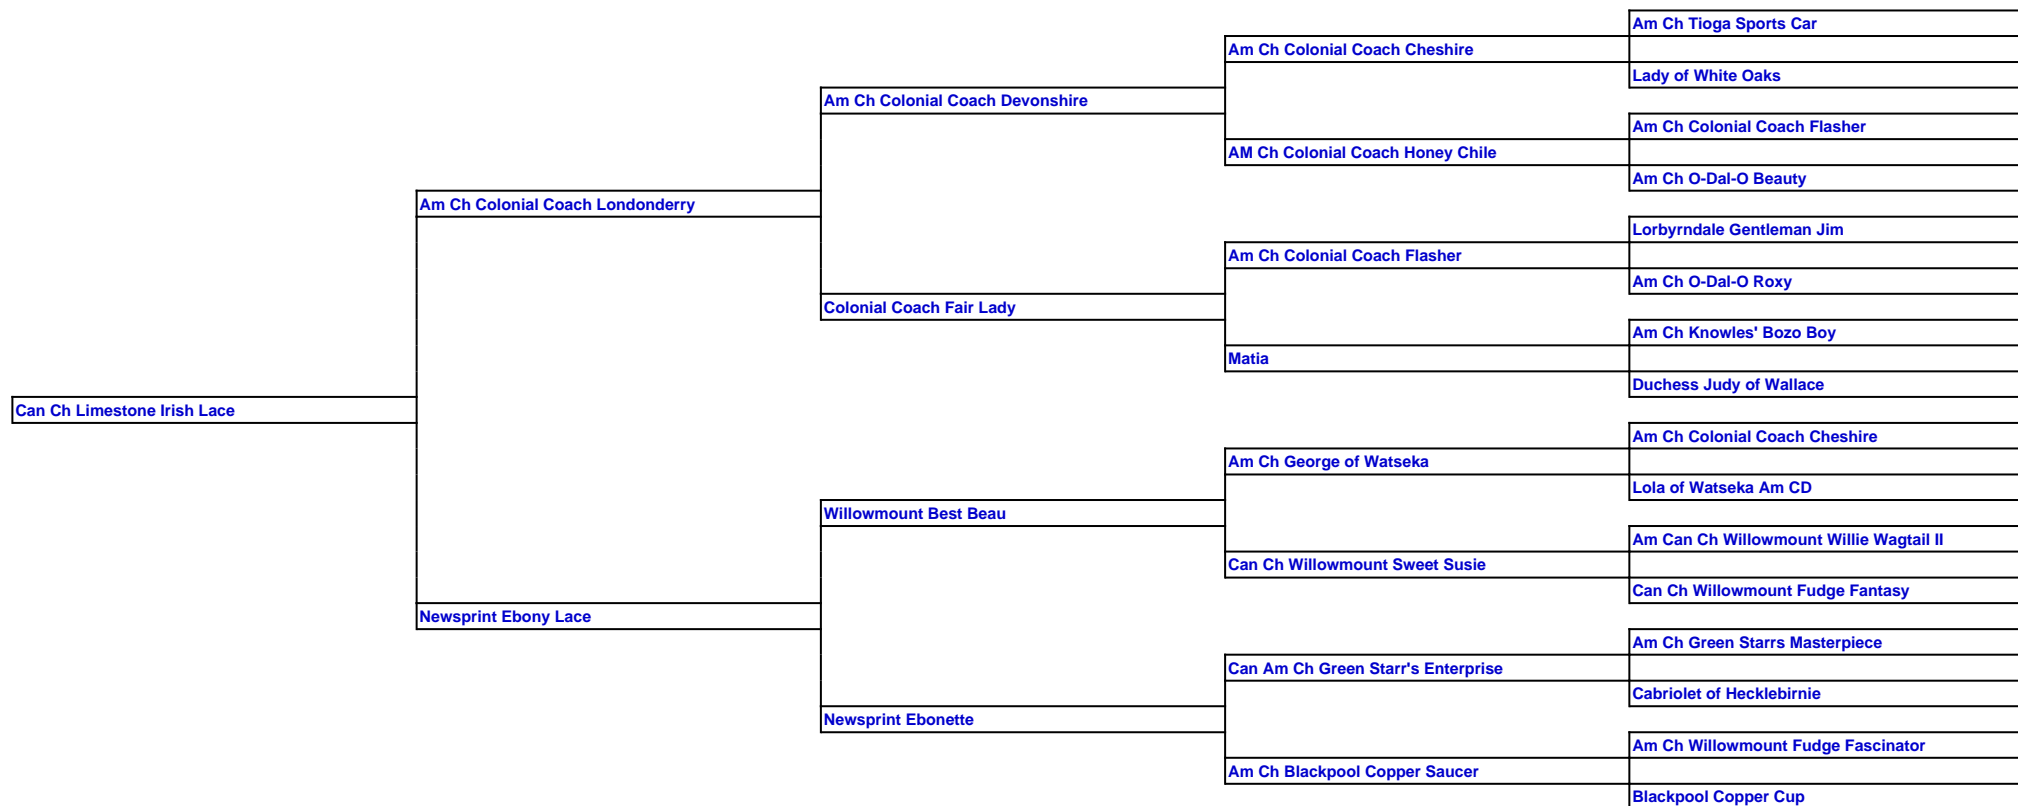 Am Ch Tioga Sports Car
Am Ch Colonial Coach Cheshire
Lady of White Oaks
Am Ch Colonial Coach Devonshire
Am Ch Colonial Coach Flasher
AM Ch Colonial Coach Honey Chile
Am Ch O-Dal-O Beauty
Am Ch Colonial Coach Londonderry
Lorbyrndale Gentleman Jim
Am Ch Colonial Coach Flasher
Am Ch O-Dal-O Roxy
Colonial Coach Fair Lady
Am Ch Knowles' Bozo Boy
Matia
Duchess Judy of Wallace
Can Ch Limestone Irish Lace
Am Ch Colonial Coach Cheshire
Am Ch George of Watseka
Lola of Watseka Am CD
Willowmount Best Beau
Am Can Ch Willowmount Willie Wagtail II
Can Ch Willowmount Sweet Susie
Can Ch Willowmount Fudge Fantasy
Newsprint Ebony Lace
Am Ch Green Starrs Masterpiece
Can Am Ch Green Starr's Enterprise
Cabriolet of Hecklebirnie
Newsprint Ebonette
Am Ch Willowmount Fudge Fascinator
Am Ch Blackpool Copper Saucer
Blackpool Copper Cup